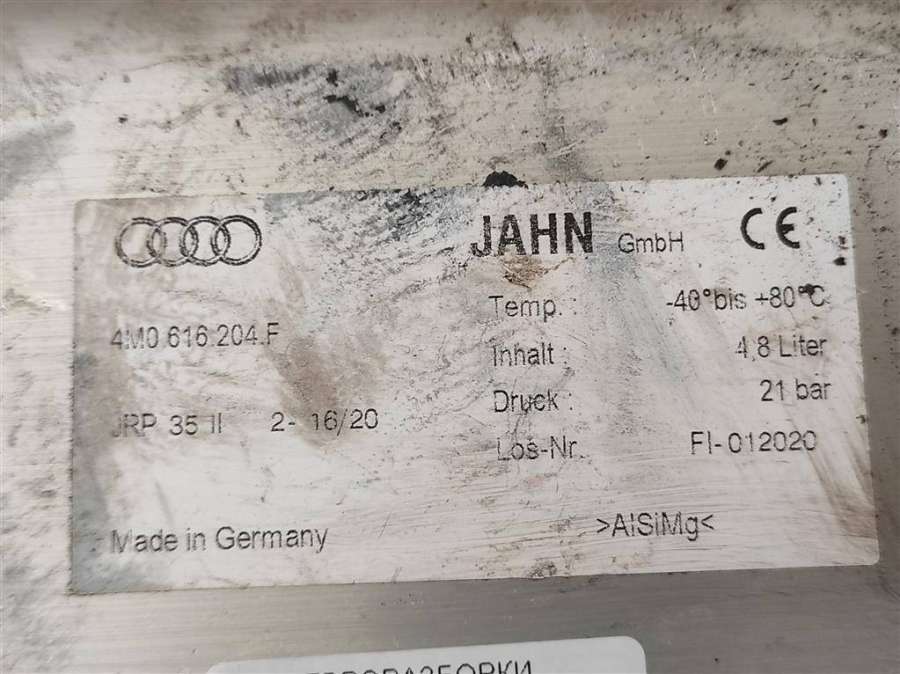 JAHN GmbH CE
4M0 616 204.F
Temp. : -40°bis +80°C
Inhalt : 4,8 Liter
Druck : 21 bar
JRP 35 II 2- 16/20
Los-Nr. FI-012020
Made in Germany
>AlSiMg<